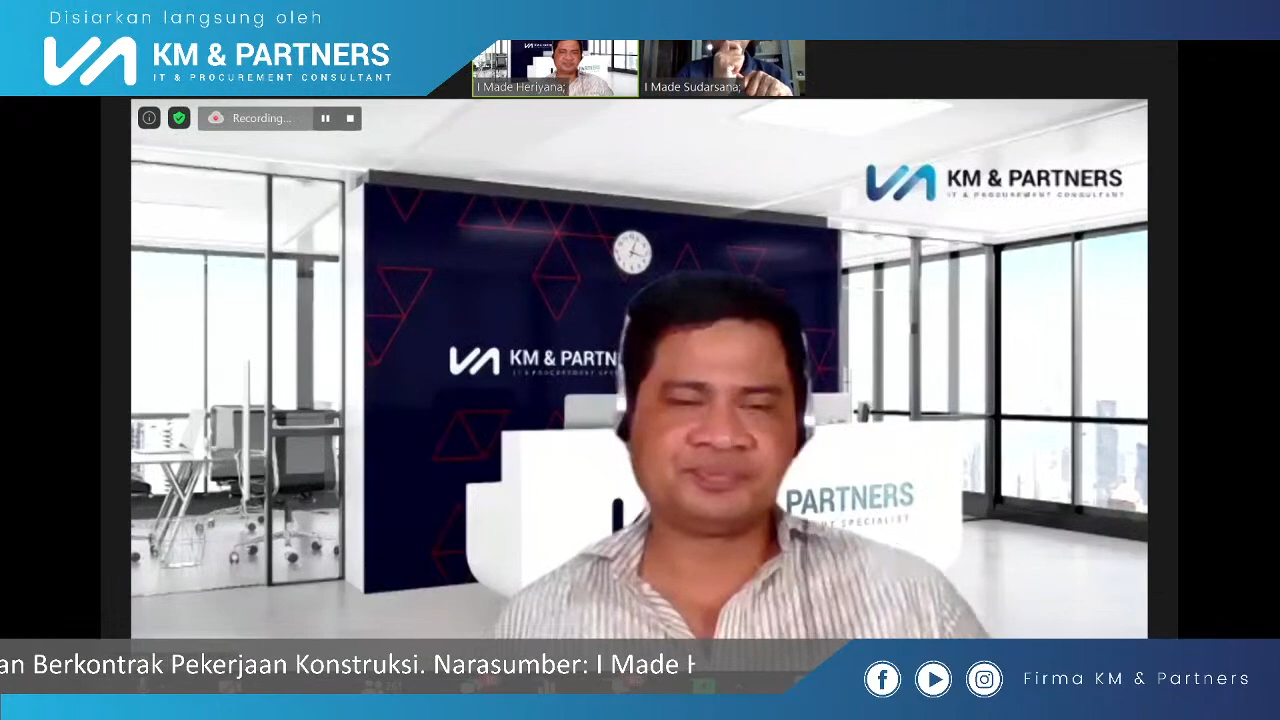 Disiarkan langsung oleh
KM & PARTNERS
IT & PROCUREMENT CONSULTANT
I Made Heriyana;
I Made Sudarsana;
Recording...
KM & PARTNERS
IT & PROCUREMENT CONSULTANT
KM & PARTN
PARTNERS
SPECIALIST
an Berkontrak Pekerjaan Konstruksi. Narasumber: I Made H
Firma KM & Partners